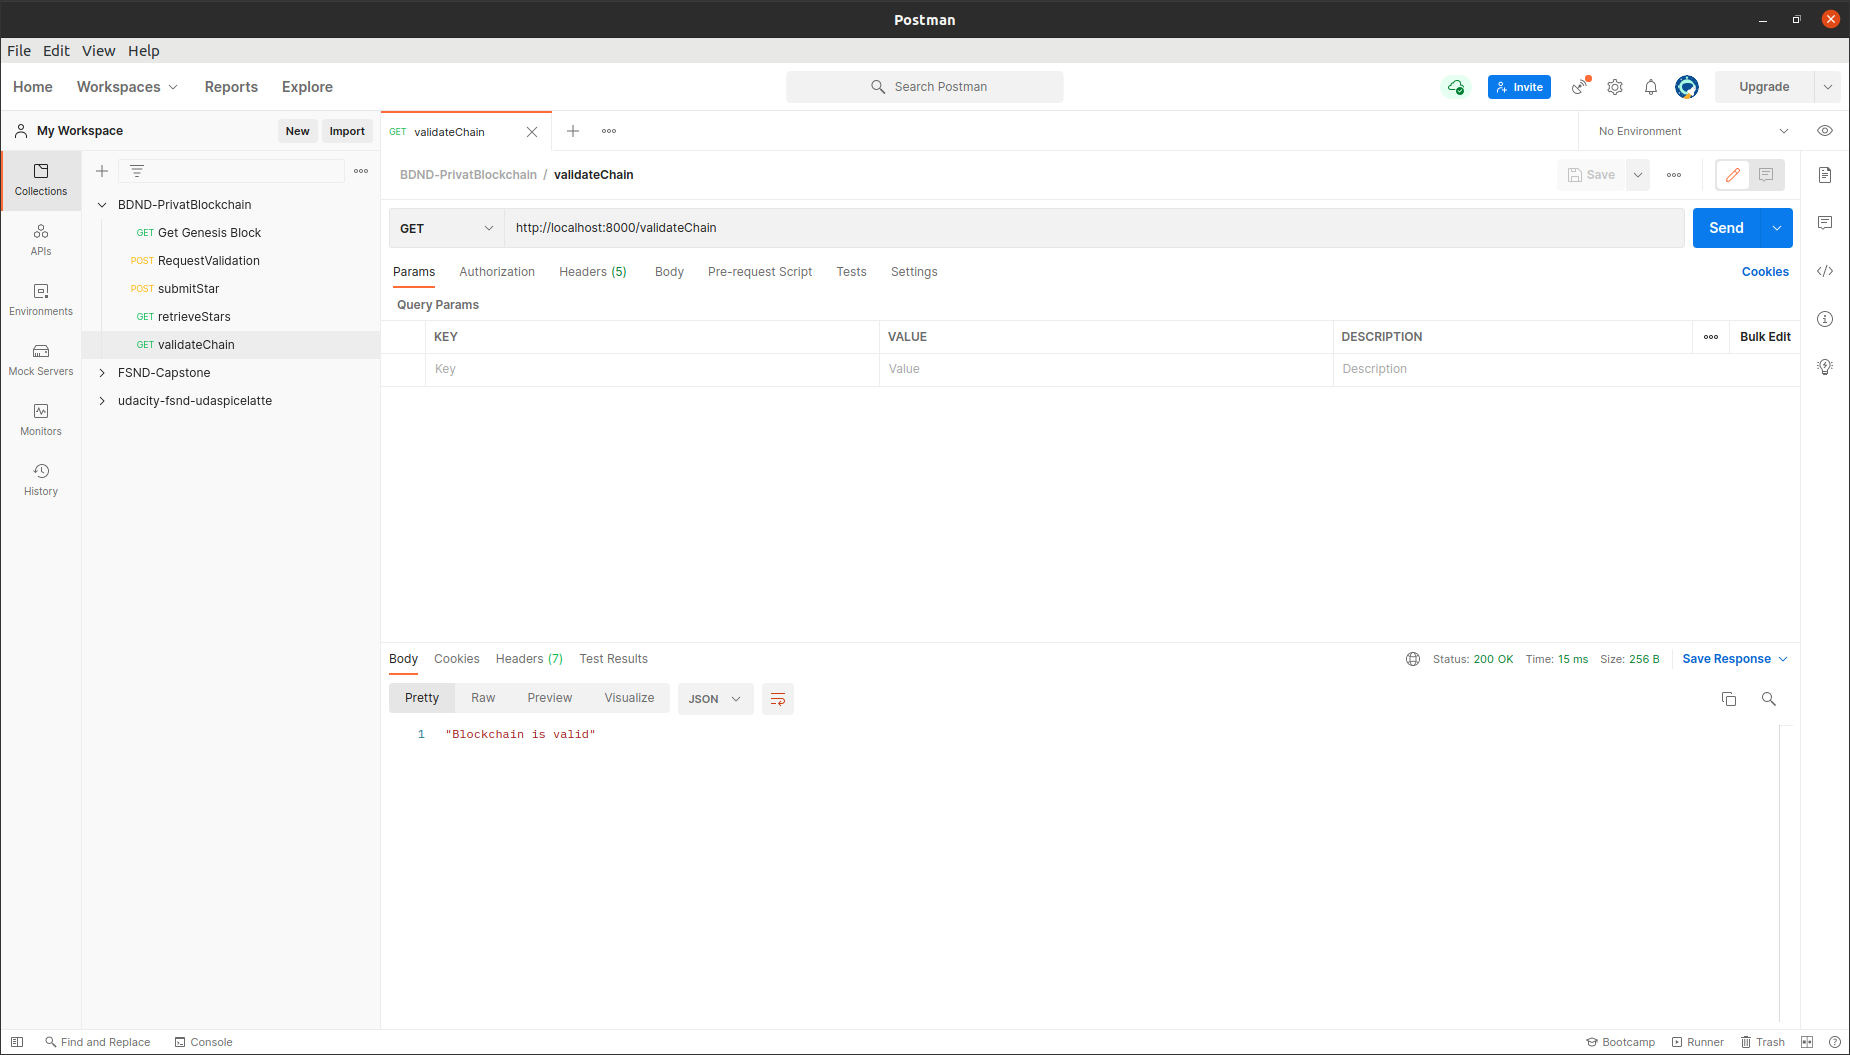 Postman
File Edit View Help
Home Workspaces Reports Explore Search Postman Invite Upgrade
My Workspace New Import GET validateChain No Environment
Collections
APIs
Environments
Mock Servers
Monitors
History
BDND-PrivatBlockchain
GET Get Genesis Block
POST RequestValidation
POST submitStar
GET retrieveStars
GET validateChain
FSND-Capstone
udacity-fsnd-udaspicelatte
BDND-PrivatBlockchain / validateChain Save
GET http://localhost:8000/validateChain Send
Params Authorization Headers (5) Body Pre-request Script Tests Settings Cookies
Query Params
KEY VALUE DESCRIPTION Bulk Edit
Key Value Description
Body Cookies Headers (7) Test Results Status: 200 OK Time: 15 ms Size: 256 B Save Response
Pretty Raw Preview Visualize JSON
1 "Blockchain is valid"
Find and Replace Console Bootcamp Runner Trash